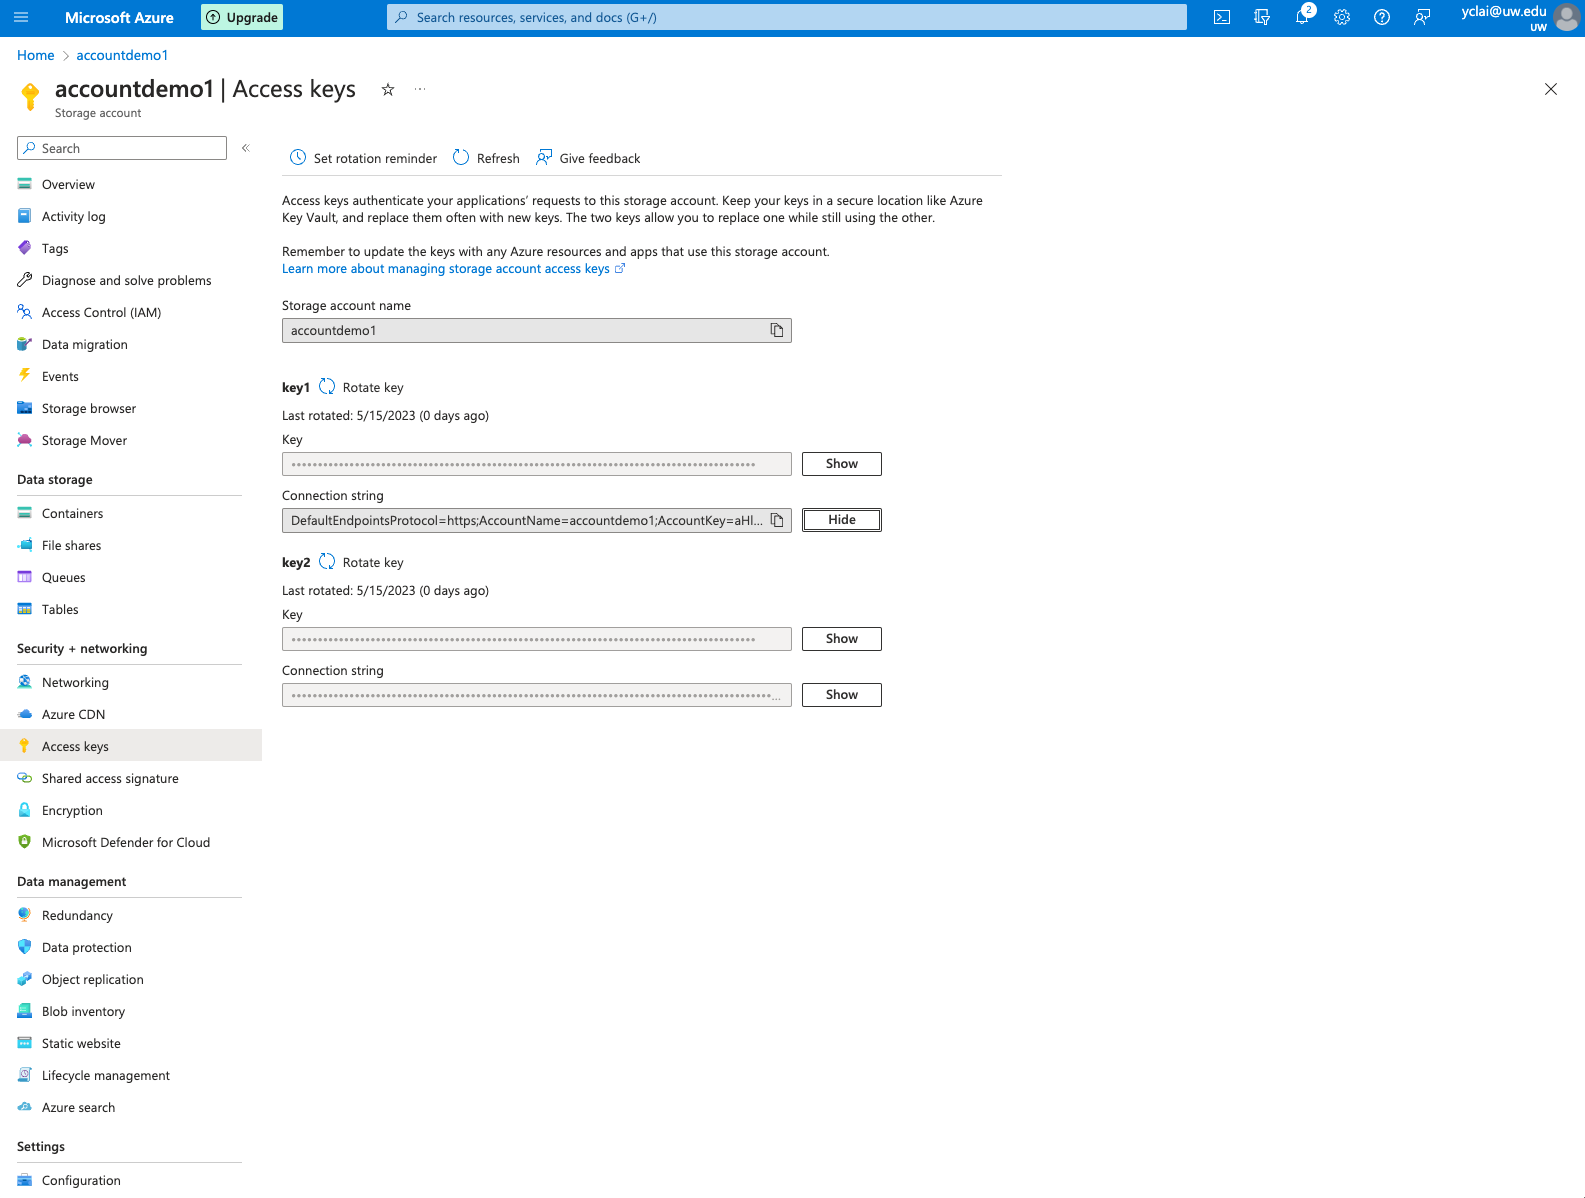 Microsoft Azure
Upgrade
Search resources, services, and docs (G+/)
2
yclai@uw.edu
UW
Home > accountdemo1
accountdemo1 | Access keys ☆ ···
Storage account
Search
«
Overview
Activity log
Tags
Diagnose and solve problems
Access Control (IAM)
Data migration
Events
Storage browser
Storage Mover
Data storage
Containers
File shares
Queues
Tables
Security + networking
Networking
Azure CDN
Access keys
Shared access signature
Encryption
Microsoft Defender for Cloud
Data management
Redundancy
Data protection
Object replication
Blob inventory
Static website
Lifecycle management
Azure search
Settings
Configuration
Set rotation reminder
Refresh
Give feedback
Access keys authenticate your applications’ requests to this storage account. Keep your keys in a secure location like Azure
Key Vault, and replace them often with new keys. The two keys allow you to replace one while still using the other.
Remember to update the keys with any Azure resources and apps that use this storage account.
Learn more about managing storage account access keys
Storage account name
accountdemo1
key1 Rotate key
Last rotated: 5/15/2023 (0 days ago)
Key
Show
Connection string
DefaultEndpointsProtocol=https;AccountName=accountdemo1;AccountKey=aHl...
Hide
key2 Rotate key
Last rotated: 5/15/2023 (0 days ago)
Key
Show
Connection string
Show